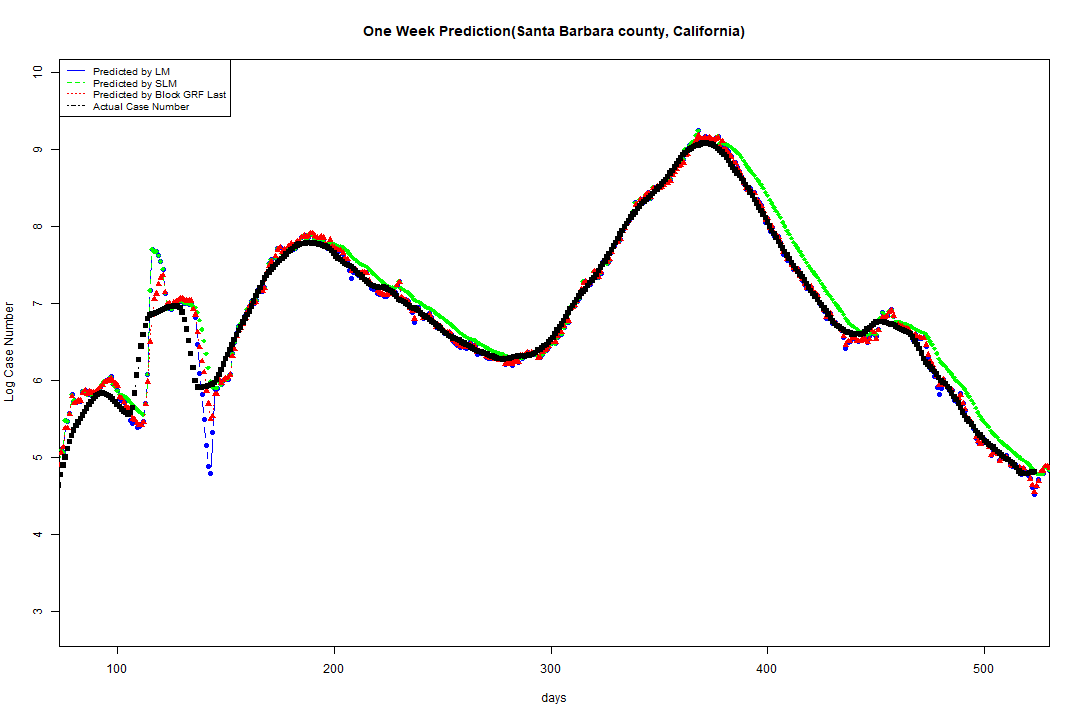 One Week Prediction(Santa Barbara county, California)
Predicted by LM
Predicted by SLM
Predicted by Block GRF Last
Actual Case Number
10
9
8
7
6
5
4
3
Log Case Number
100 200 300 400 500
days